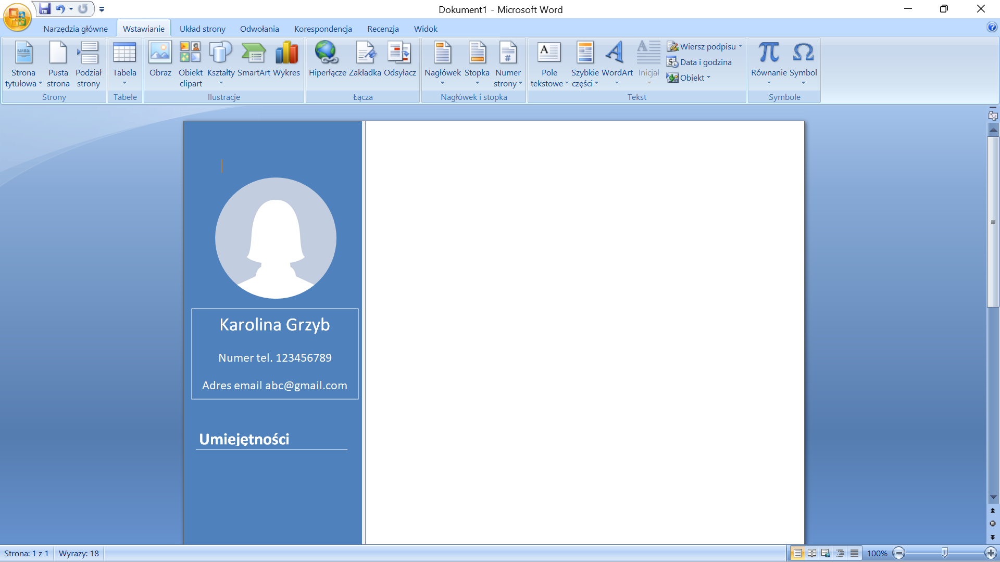 Dokument1 - Microsoft Word
Narzędzia główne Wstawianie Układ strony Odwołania Korespondencja Recenzja Widok
Strona tytułowa Pusta strona Podział strony
Strony
Tabela
Tabele
Obraz Obiekt clipart Kształty SmartArt Wykres
Ilustracje
Hiperłącze Zakładka Odsyłacz
Łącza
Nagłówek Stopka Numer strony
Nagłówek i stopka
Pole tekstowe Szybkie części WordArt Inicjał
Wiersz podpisu
Data i godzina
Obiekt
Tekst
Równanie Symbol
Symbole
Karolina Grzyb
Numer tel. 123456789
Adres email abc@gmail.com
Umiejętności
Strona: 1 z 1 Wyrazy: 18 100%